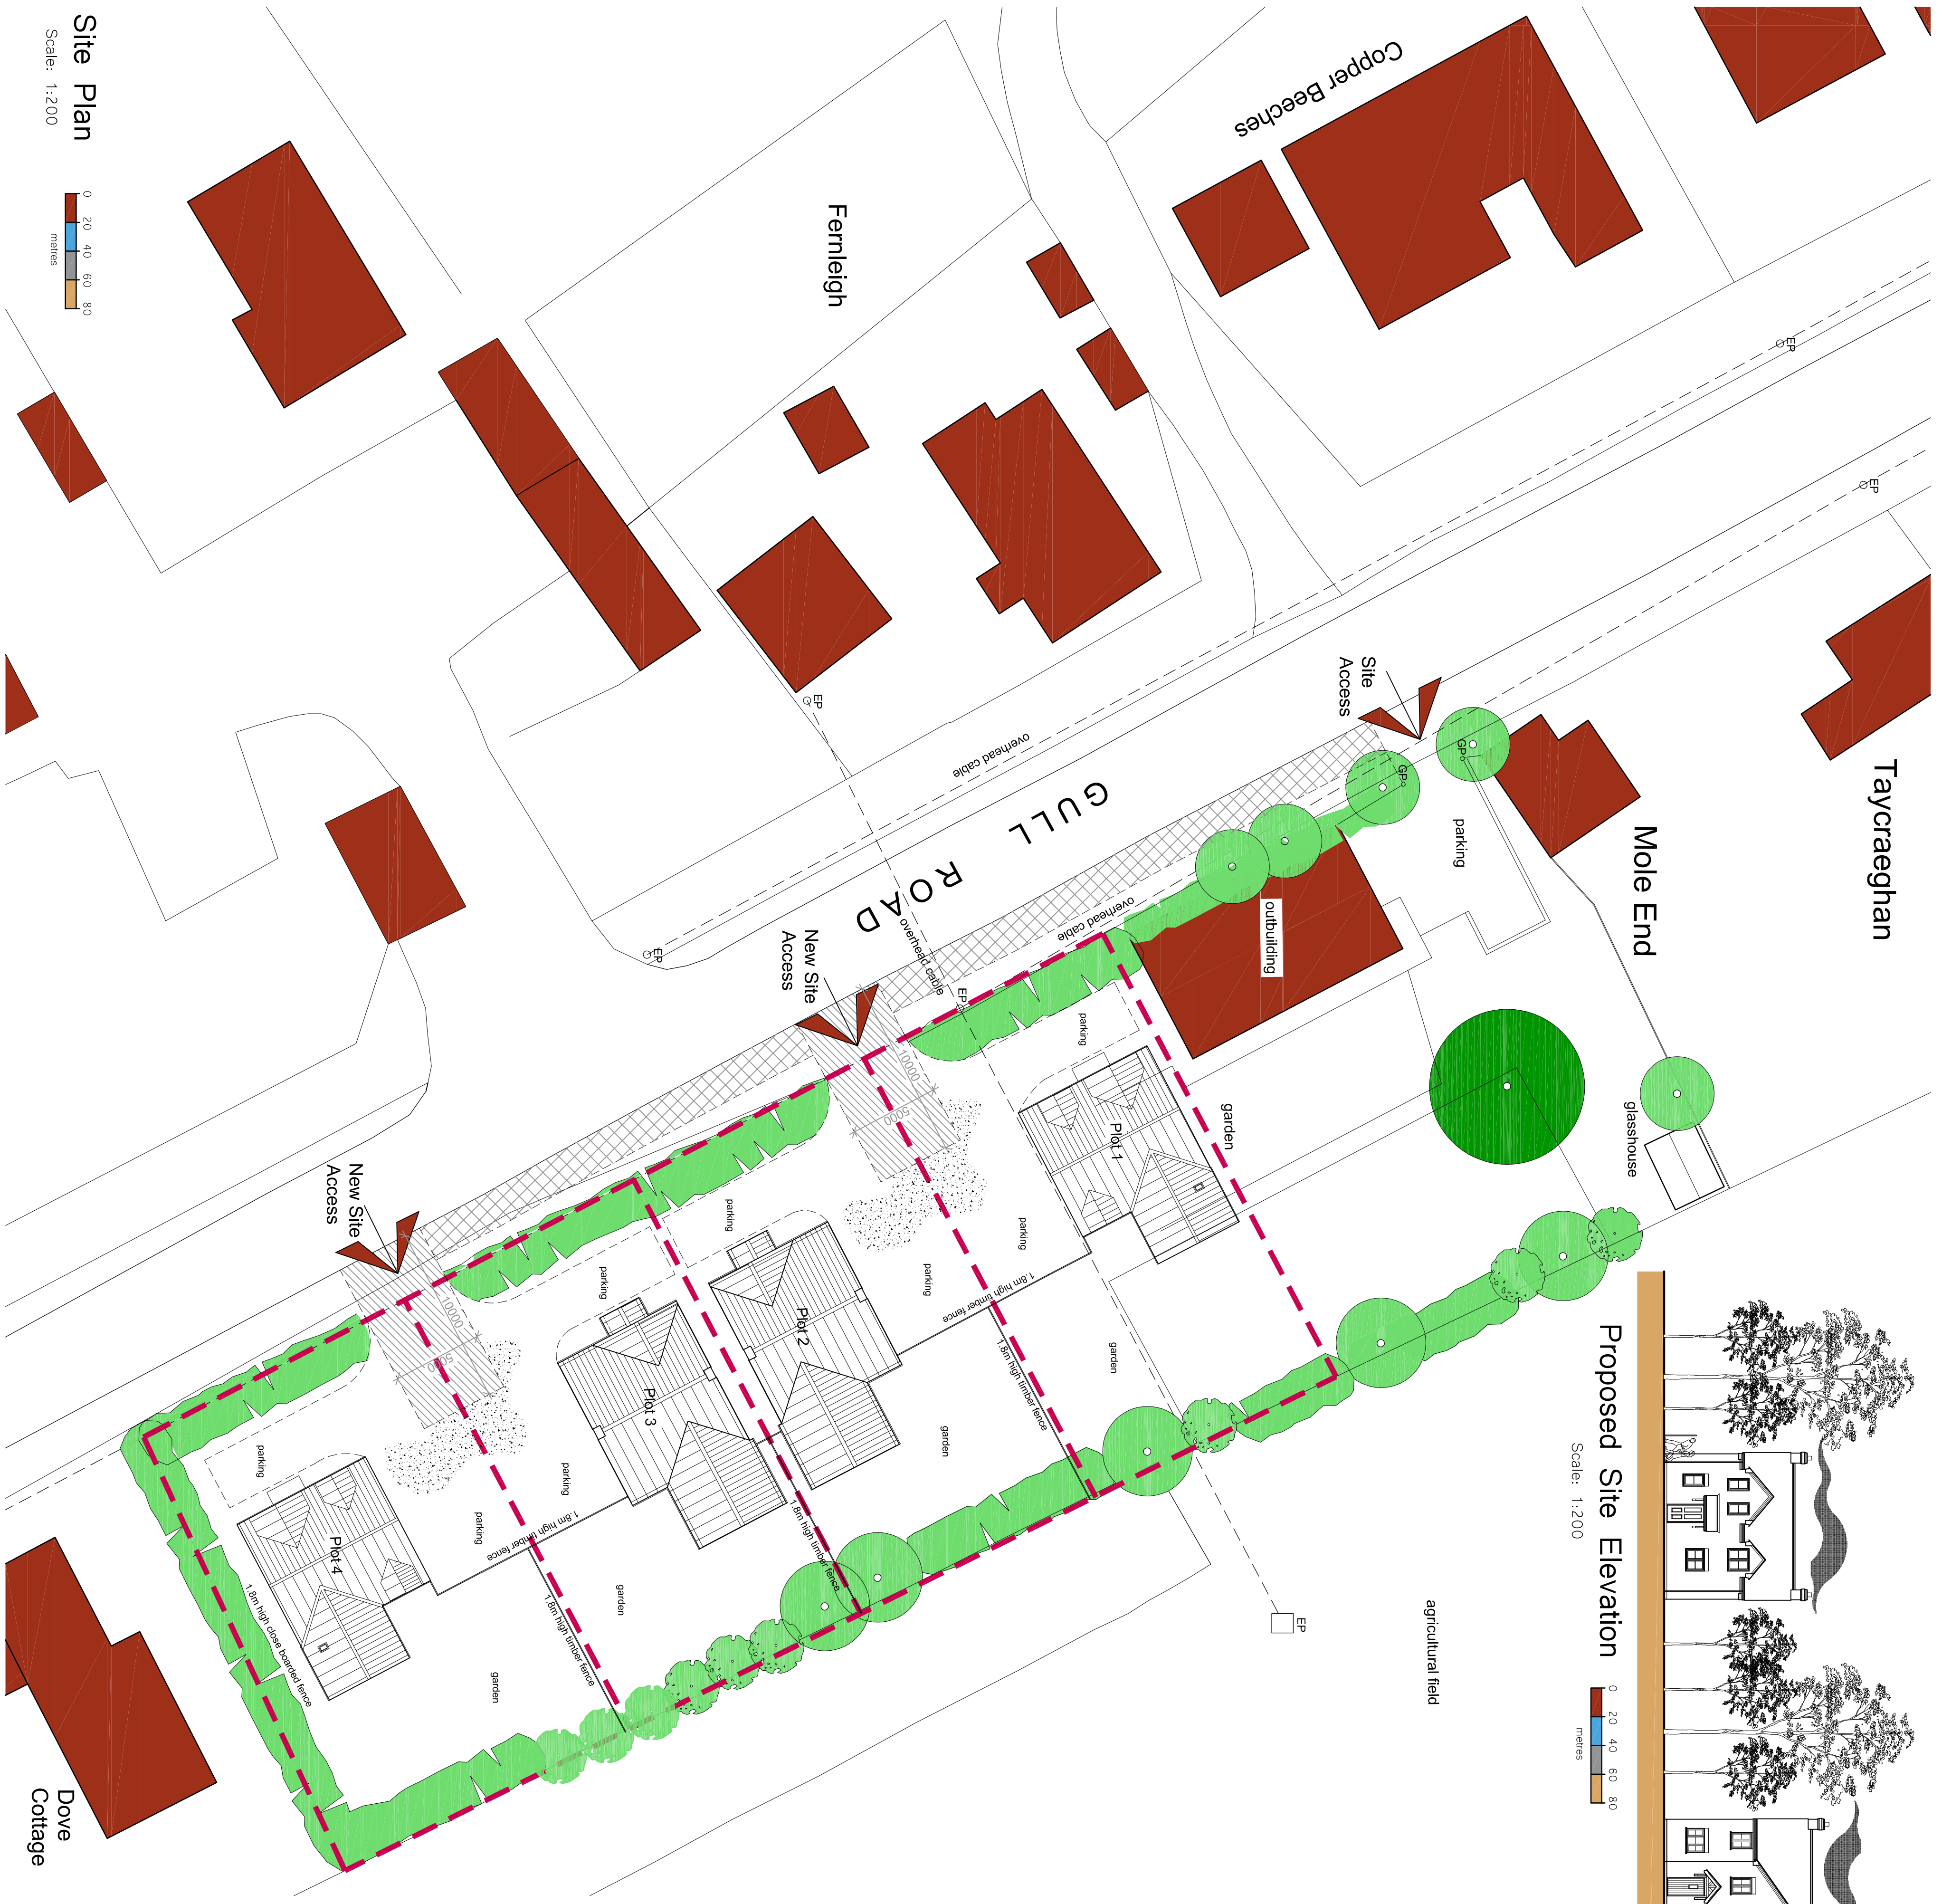 Site Plan
Scale: 1:200
0 20 40 60 80
metres
Copper Beeches
Fernleigh
Taycraeghan
Mole End
EP
EP
EP
EP
EP
EP
GP
GP
Site
Access
parking
outbuilding
glasshouse
garden
overhead cable
overhead cable
overhead cable
GULL ROAD
New Site
Access
10000
5000
parking
Plot 1
parking
garden
1.8m high timber fence
1.8m high timber fence
parking
parking
Plot 2
garden
1.8m high timber fence
New Site
Access
10000
5000
parking
Plot 3
parking
garden
1.8m high timber fence
1.8m high timber fence
parking
parking
Plot 4
garden
1.8m high close boarded fence
Dove
Cottage
agricultural field
Proposed Site Elevation
Scale: 1:200
0 20 40 60 80
metres